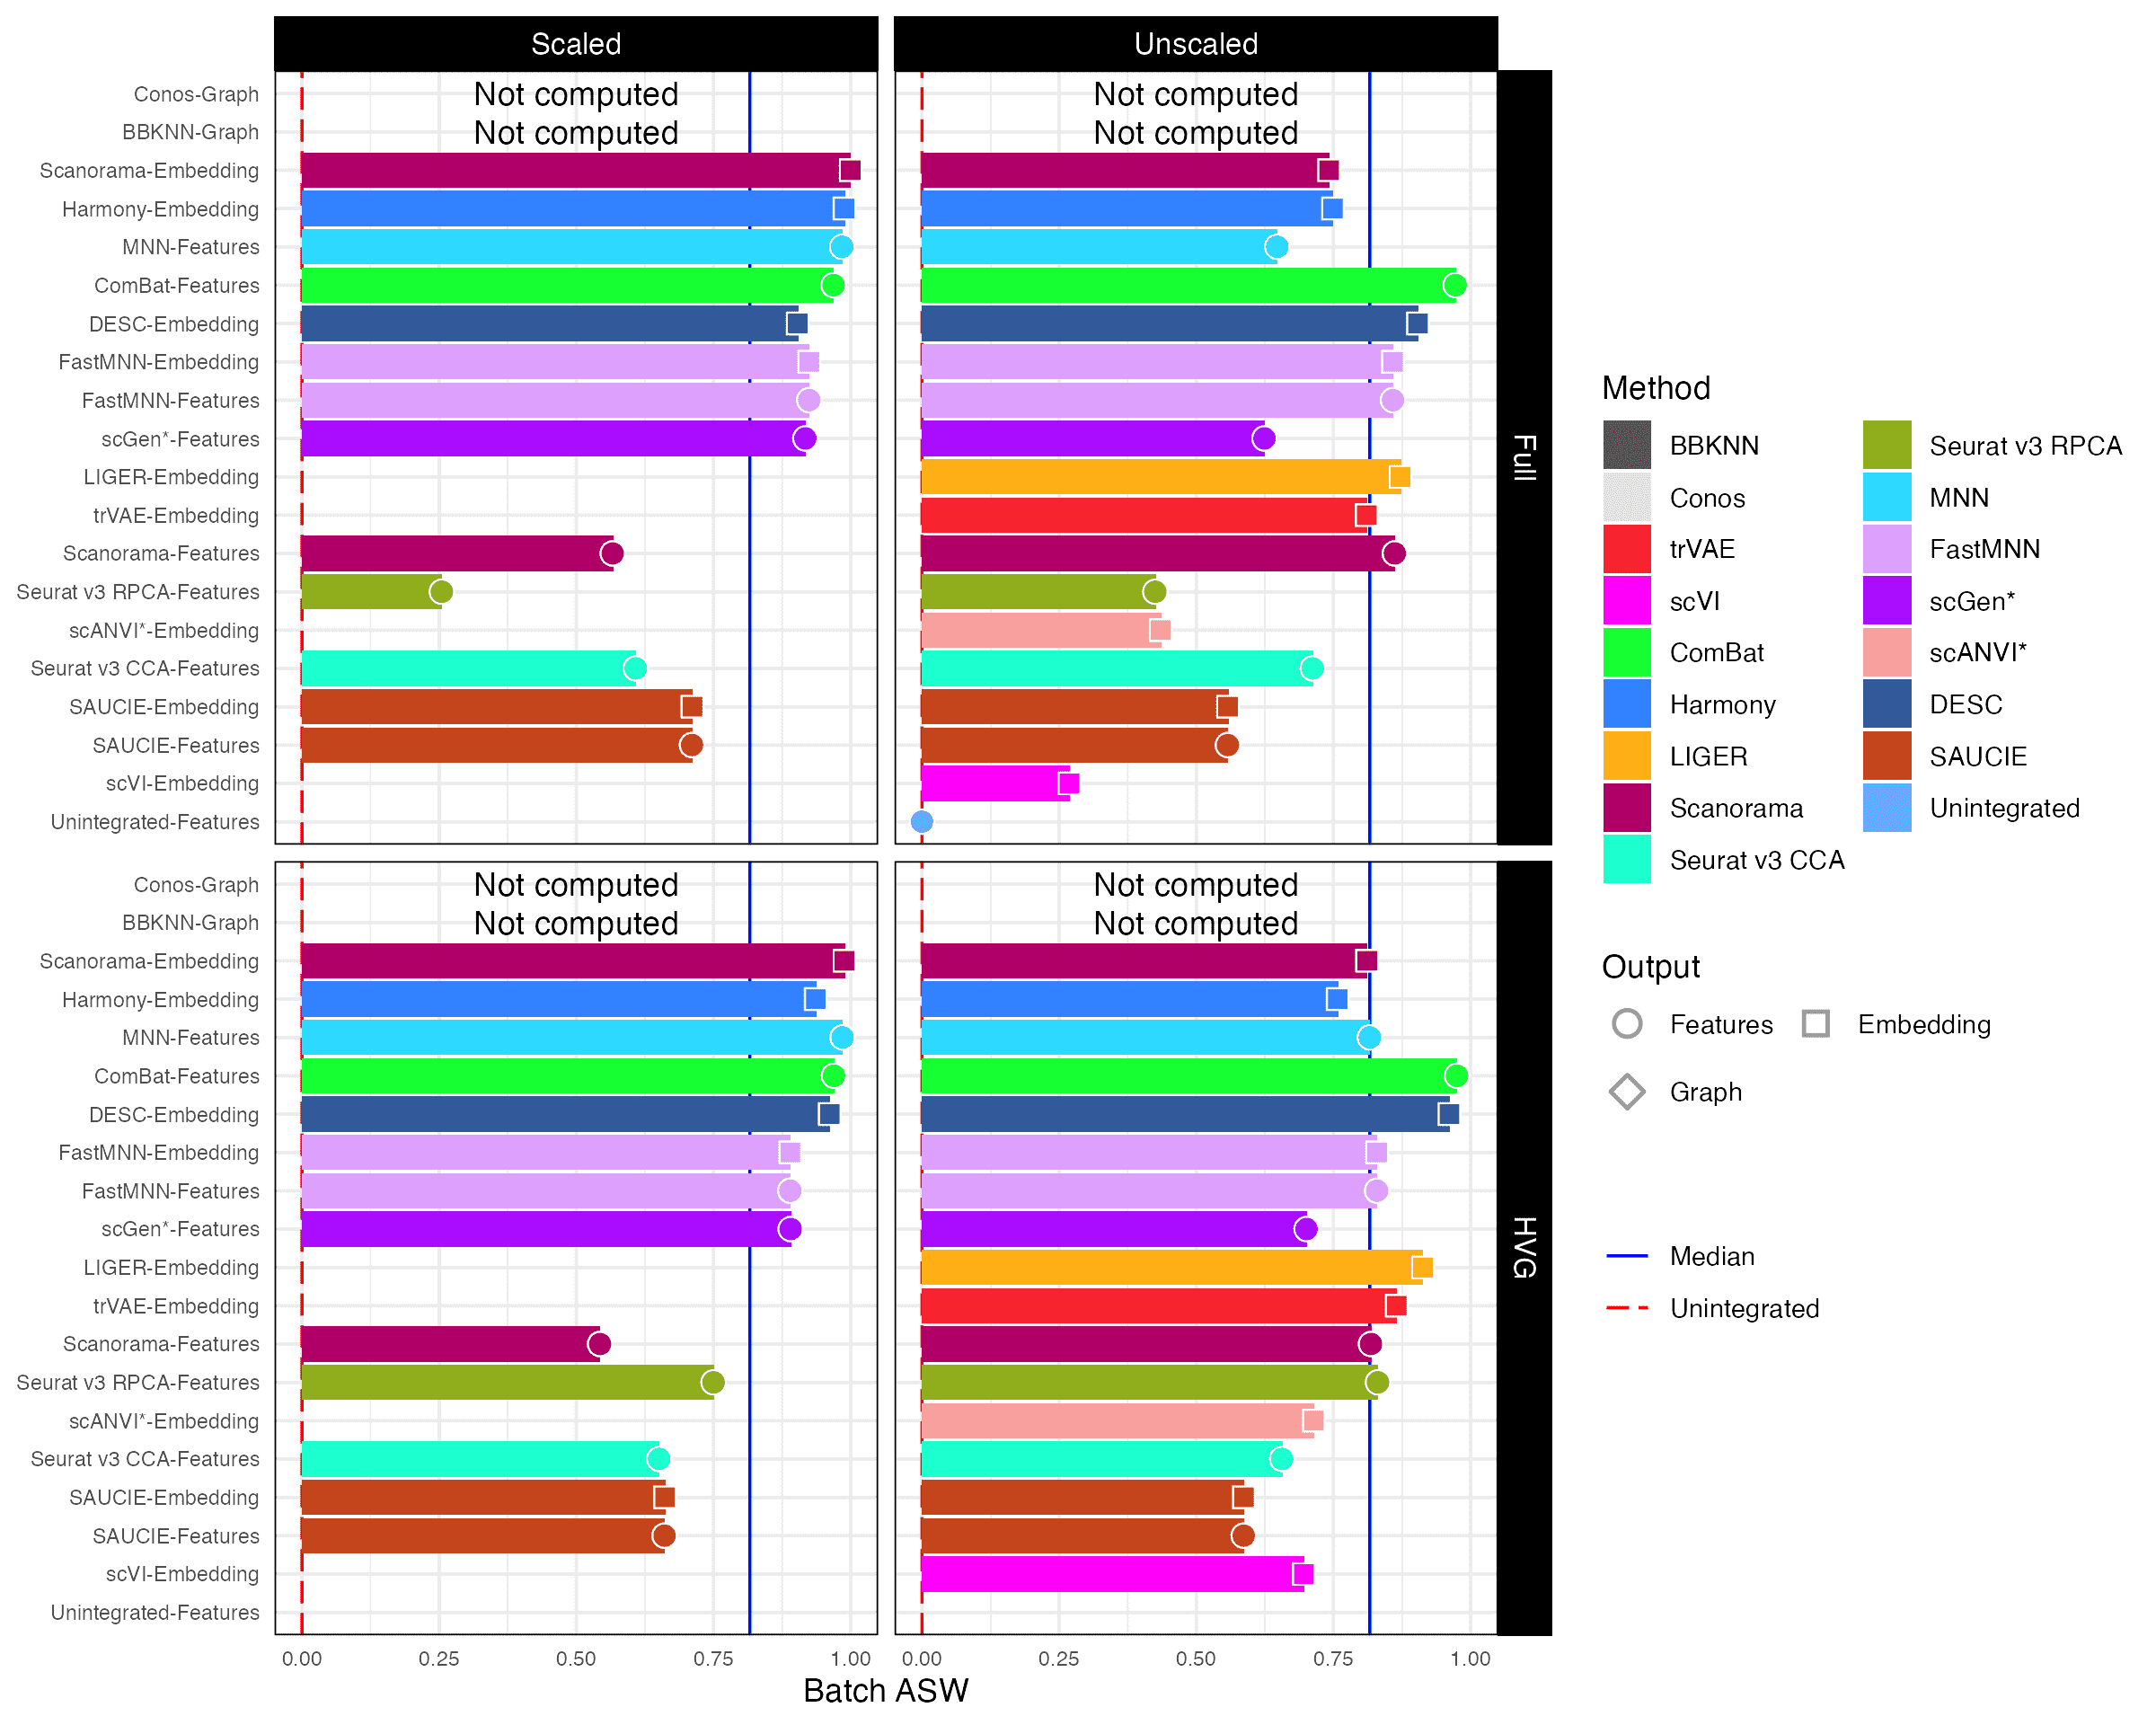 Scaled
Unscaled
Conos-Graph
BBKNN-Graph
Scanorama-Embedding
Harmony-Embedding
MNN-Features
ComBat-Features
DESC-Embedding
FastMNN-Embedding
FastMNN-Features
scGen*-Features
LIGER-Embedding
trVAE-Embedding
Scanorama-Features
Seurat v3 RPCA-Features
scANVI*-Embedding
Seurat v3 CCA-Features
SAUCIE-Embedding
SAUCIE-Features
scVI-Embedding
Unintegrated-Features
Not computed
Not computed
Not computed
Not computed
Full
Conos-Graph
BBKNN-Graph
Scanorama-Embedding
Harmony-Embedding
MNN-Features
ComBat-Features
DESC-Embedding
FastMNN-Embedding
FastMNN-Features
scGen*-Features
LIGER-Embedding
trVAE-Embedding
Scanorama-Features
Seurat v3 RPCA-Features
scANVI*-Embedding
Seurat v3 CCA-Features
SAUCIE-Embedding
SAUCIE-Features
scVI-Embedding
Unintegrated-Features
Not computed
Not computed
Not computed
Not computed
HVG
0.00 0.25 0.50 0.75 1.00
0.00 0.25 0.50 0.75 1.00
Batch ASW
Method
BBKNN
Conos
trVAE
scVI
ComBat
Harmony
LIGER
Scanorama
Seurat v3 CCA
Seurat v3 RPCA
MNN
FastMNN
scGen*
scANVI*
DESC
SAUCIE
Unintegrated
Output
Features
Embedding
Graph
Median
Unintegrated